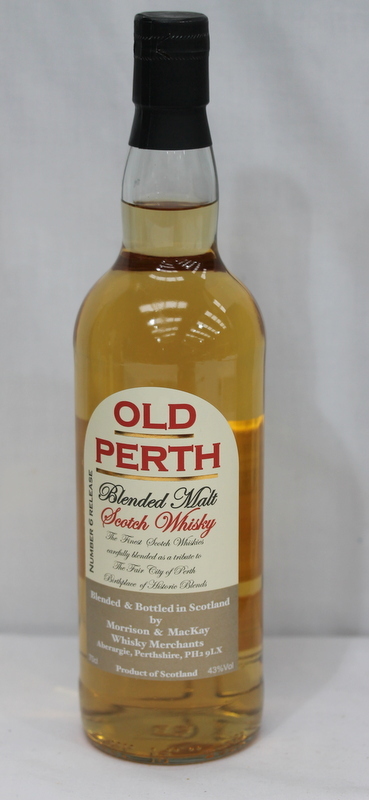 OLD
PERTH
Blended Malt
Scotch Whisky
The Finest Scotch Whiskies
carefully blended as a tribute to
The Fair City of Perth
Birthplace of Historic Blends
NUMBER 6 RELEASE
Blended & Bottled in Scotland
by
Morrison & MacKay
Whisky Merchants
Aberargie, Perthshire, PH2 9LX
Product of Scotland
70cl 43%Vol